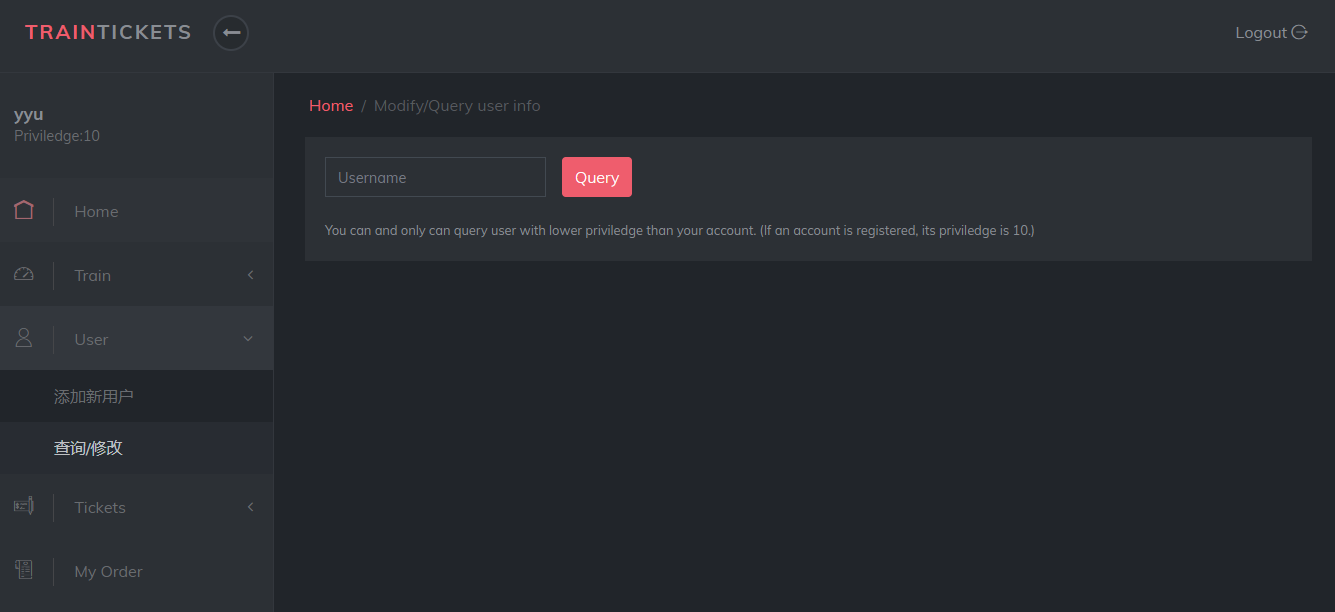 TRAINTICKETS
Logout
yyu
Priviledge:10
Home
Train
User
添加新用户
查询/修改
Tickets
My Order
Home / Modify/Query user info
Username
Query
You can and only can query user with lower priviledge than your account. (If an account is registered, its priviledge is 10.)